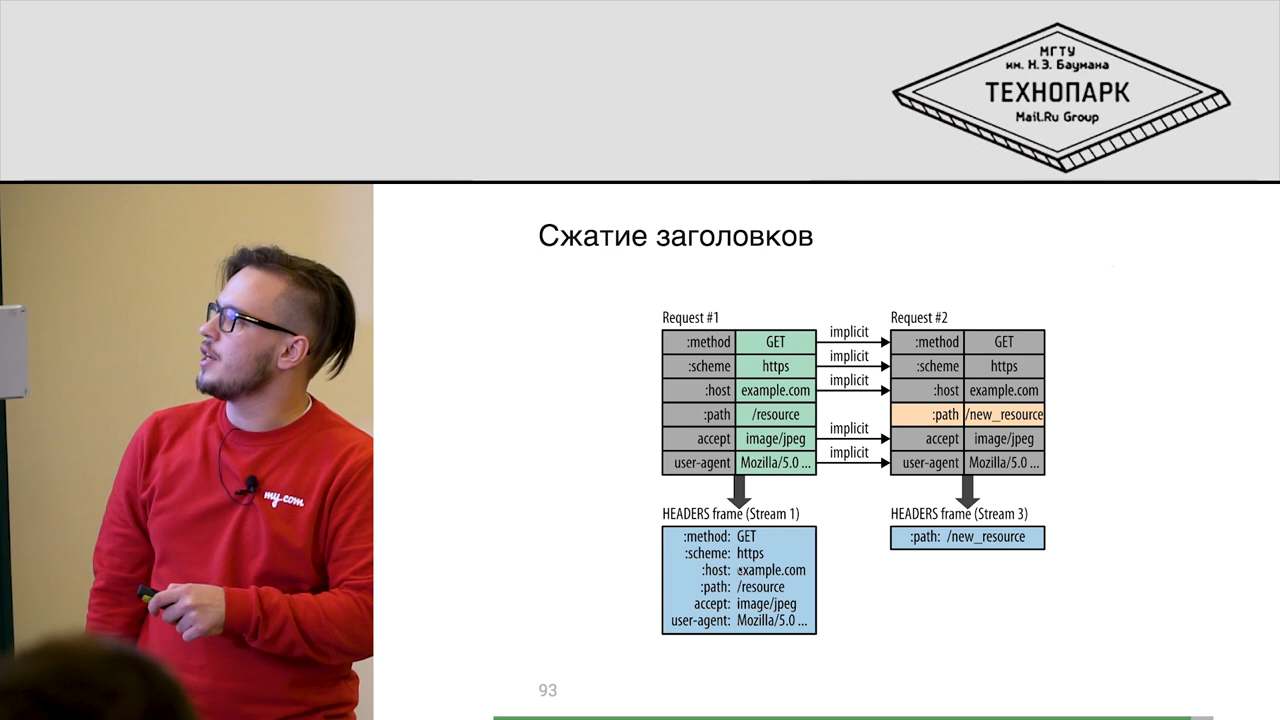 МГТУ
им. Н.Э. Баумана
ТЕХНОПАРК
Mail.Ru Group
my.com
Сжатие заголовков
Request #1
:method GET
:scheme https
:host example.com
:path /resource
accept image/jpeg
user-agent Mozilla/5.0 ...
implicit
implicit
implicit
implicit
implicit
Request #2
:method GET
:scheme https
:host example.com
:path /new_resource
accept image/jpeg
user-agent Mozilla/5.0 ...
HEADERS frame (Stream 1)
:method: GET
:scheme: https
:host: example.com
:path: /resource
accept: image/jpeg
user-agent: Mozilla/5.0 ...
HEADERS frame (Stream 3)
:path: /new_resource
93